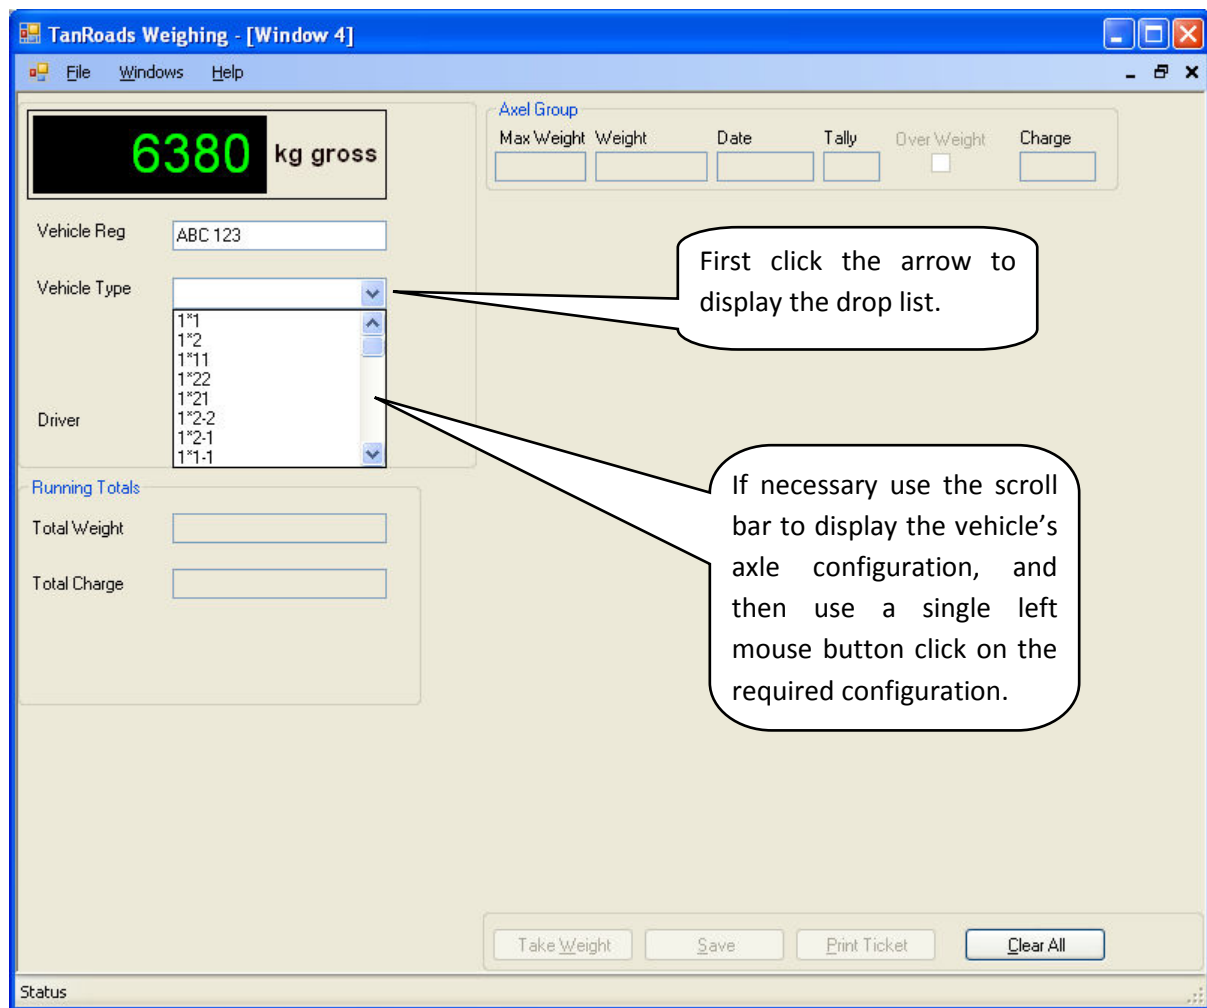 TanRoads Weighing - [Window 4]
File Windows Help
6380 kg gross
Vehicle Reg ABC 123
Vehicle Type
1*1
1*2
1*11
1*22
1*21
1*2-2
1*2-1
1*1-1
Driver
Running Totals
Total Weight
Total Charge
Axel Group
Max Weight Weight Date Tally Over Weight Charge
First click the arrow to
display the drop list.
If necessary use the scroll
bar to display the vehicle’s
axle configuration, and
then use a single left
mouse button click on the
required configuration.
Take Weight Save Print Ticket Clear All
Status